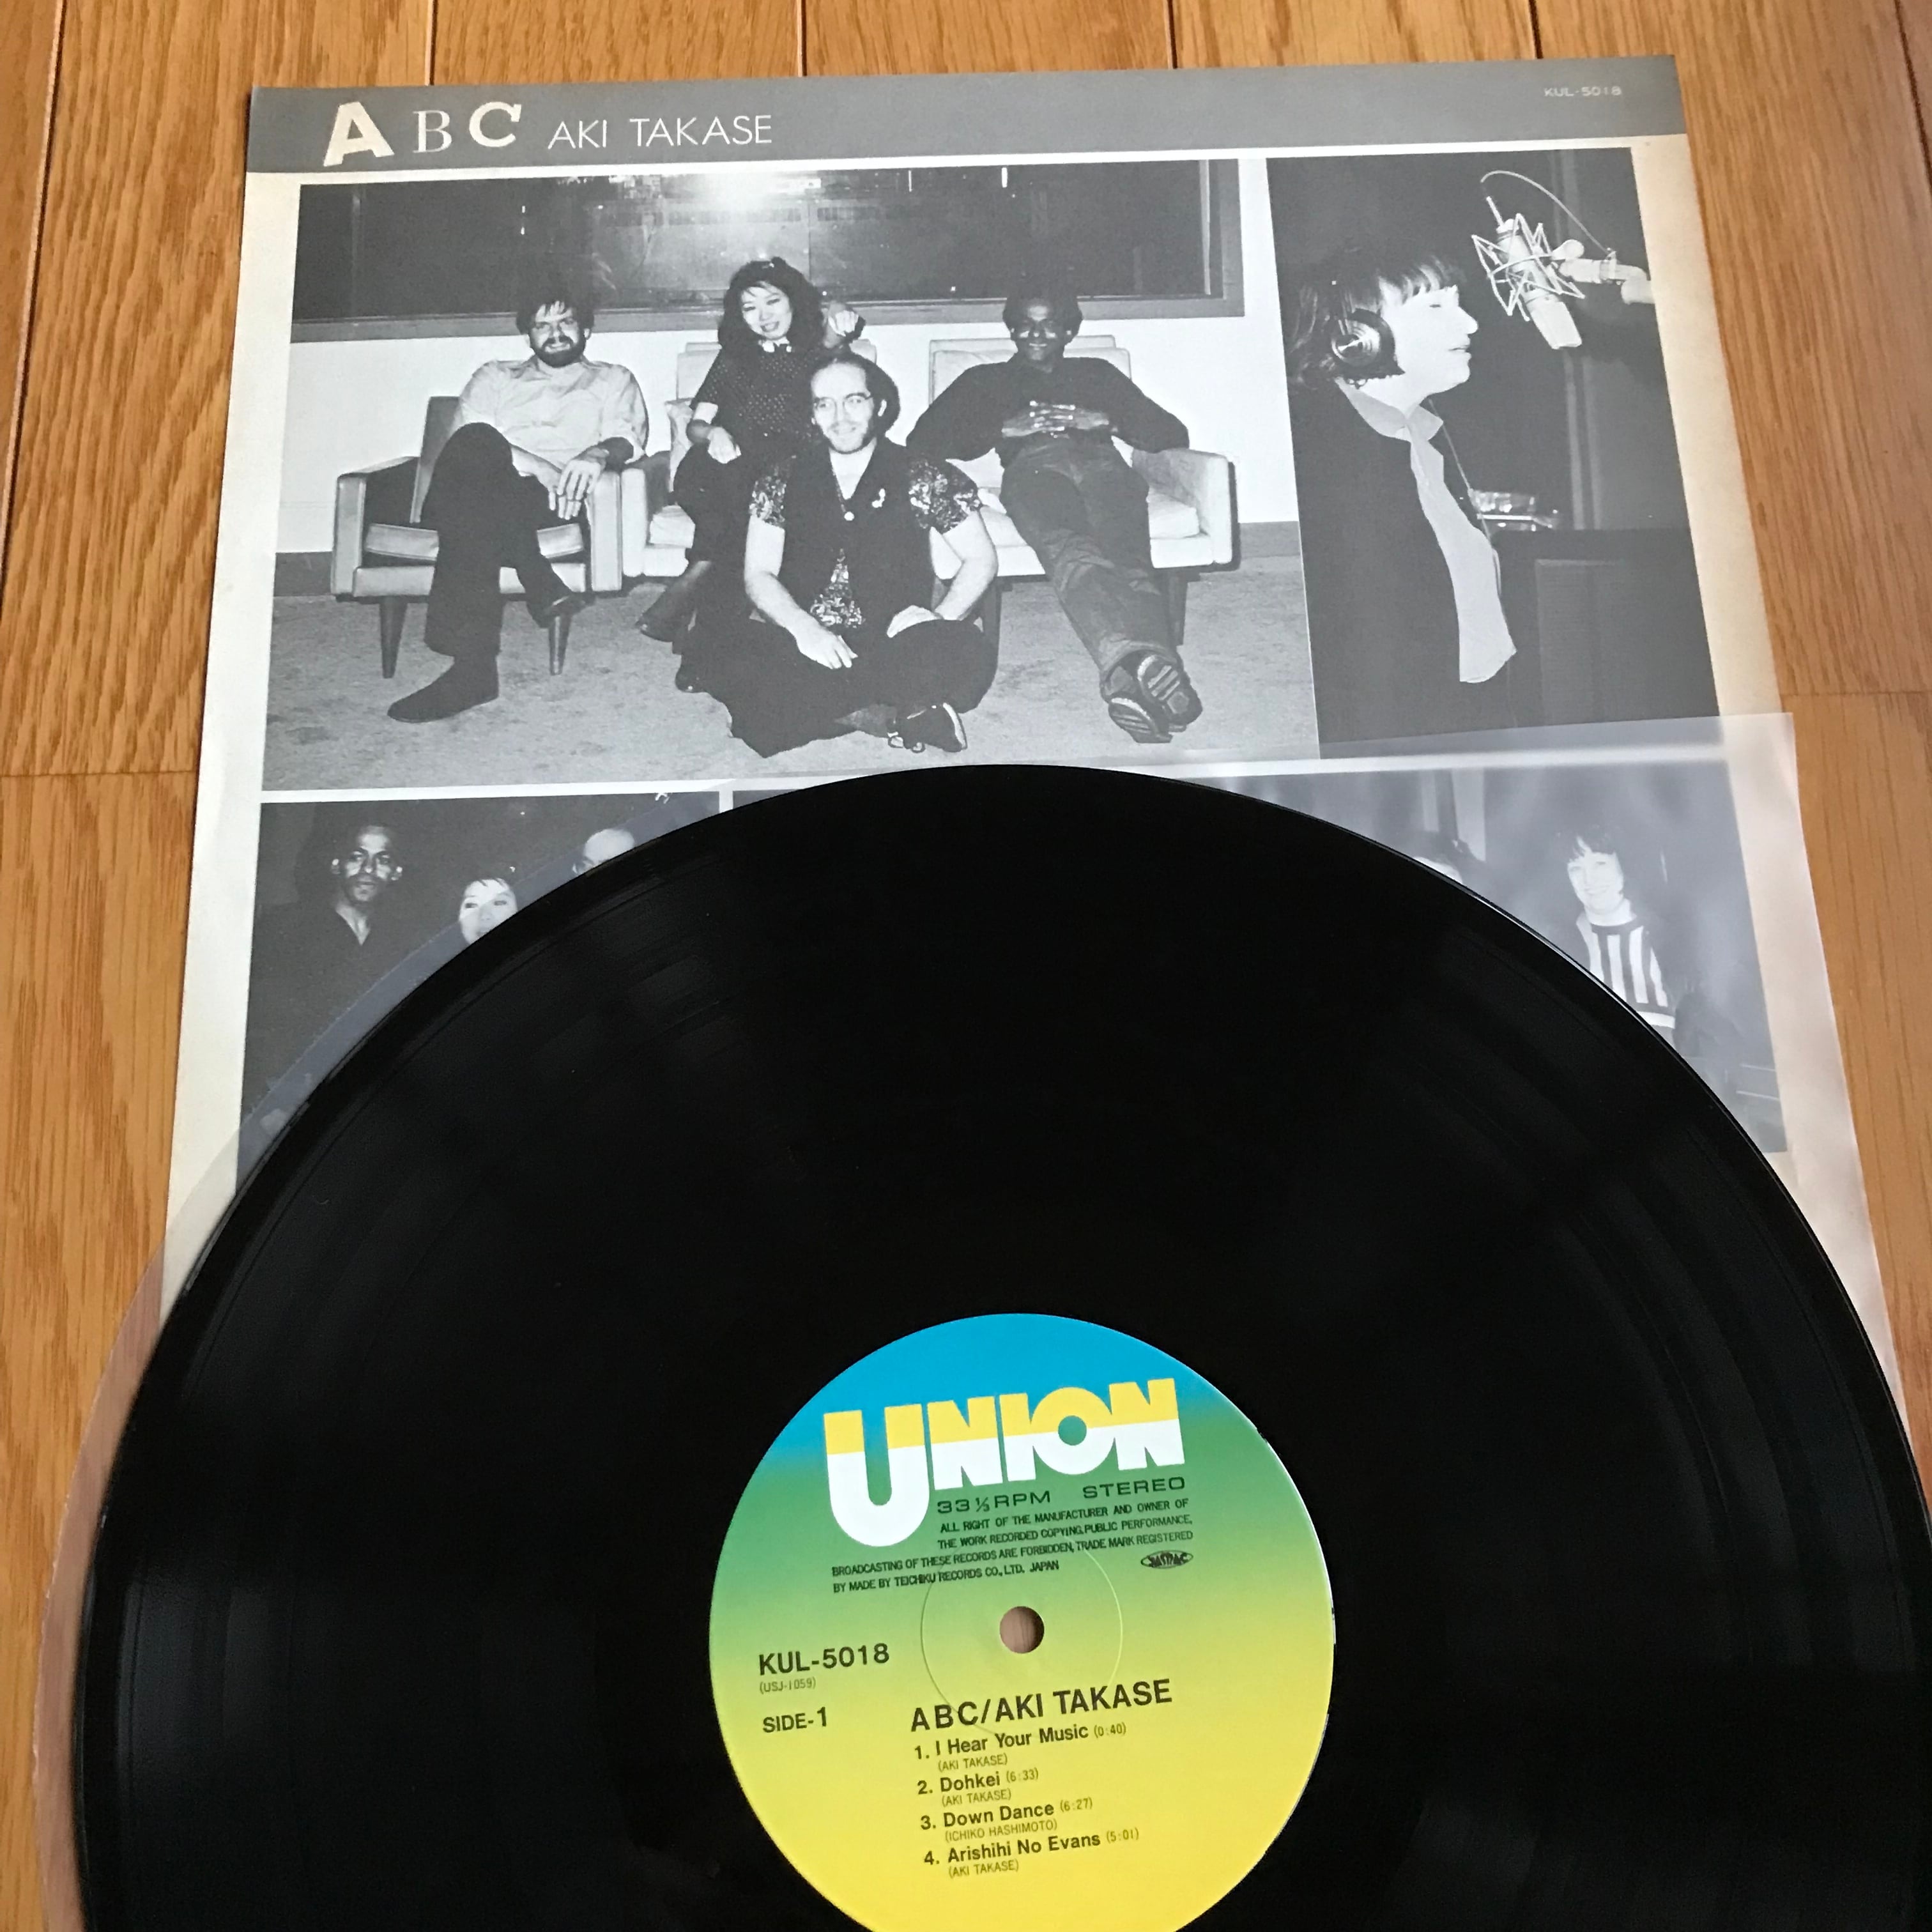 ABC AKI TAKASE
KUL-5018
UNION
33⅓RPM STEREO
ALL RIGHT OF THE MANUFACTURER AND OWNER OF
THE WORK RECORDED COPYING,PUBLIC PERFORMANCE,
BROADCASTING OF THESE RECORDS ARE FORBIDDEN,TRADE MARK REGISTERED
BY MADE BY TEICHIKU RECORDS CO.,LTD. JAPAN
JASRAC
KUL-5018
(USJ-1059)
SIDE-1
ABC/AKI TAKASE
1. I Hear Your Music (0:40)
(AKI TAKASE)
2. Dohkei (6:33)
(AKI TAKASE)
3. Down Dance (6:27)
(ICHIKO HASHIMOTO)
4. Arishihi No Evans (5:01)
(AKI TAKASE)